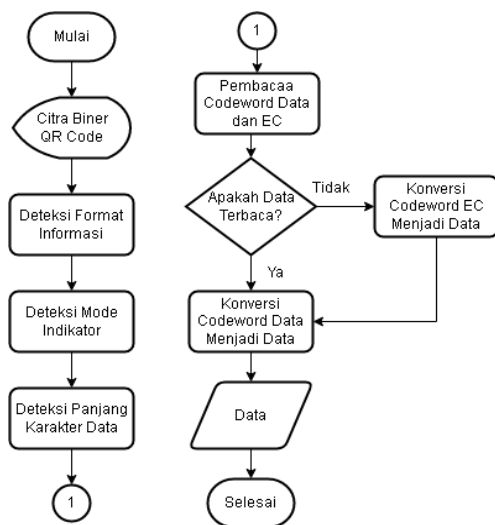 Mulai
Citra Biner
QR Code
Deteksi Format
Informasi
Deteksi Mode
Indikator
Deteksi Panjang
Karakter Data
1
1
Pembacaa
Codeword Data
dan EC
Apakah Data
Terbaca?
Tidak
Konversi
Codeword EC
Menjadi Data
Ya
Konversi
Codeword Data
Menjadi Data
Data
Selesai